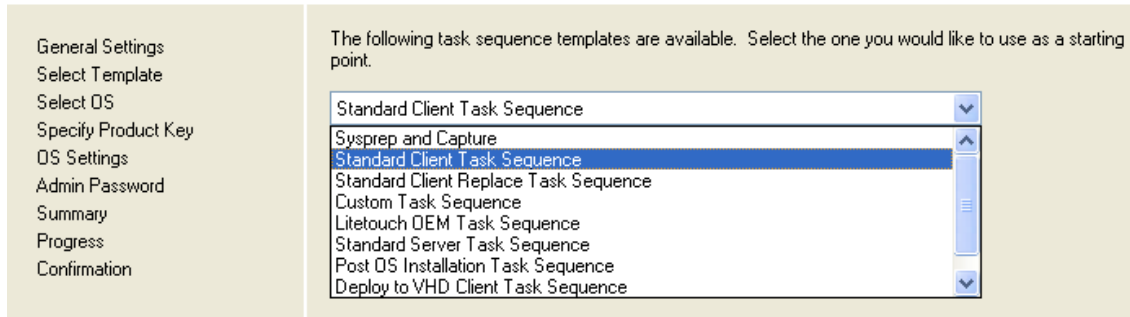 General Settings
Select Template
Select OS
Specify Product Key
OS Settings
Admin Password
Summary
Progress
Confirmation
The following task sequence templates are available.  Select the one you would like to use as a starting
point.
Standard Client Task Sequence
Sysprep and Capture
Standard Client Task Sequence
Standard Client Replace Task Sequence
Custom Task Sequence
Litetouch OEM Task Sequence
Standard Server Task Sequence
Post OS Installation Task Sequence
Deploy to VHD Client Task Sequence